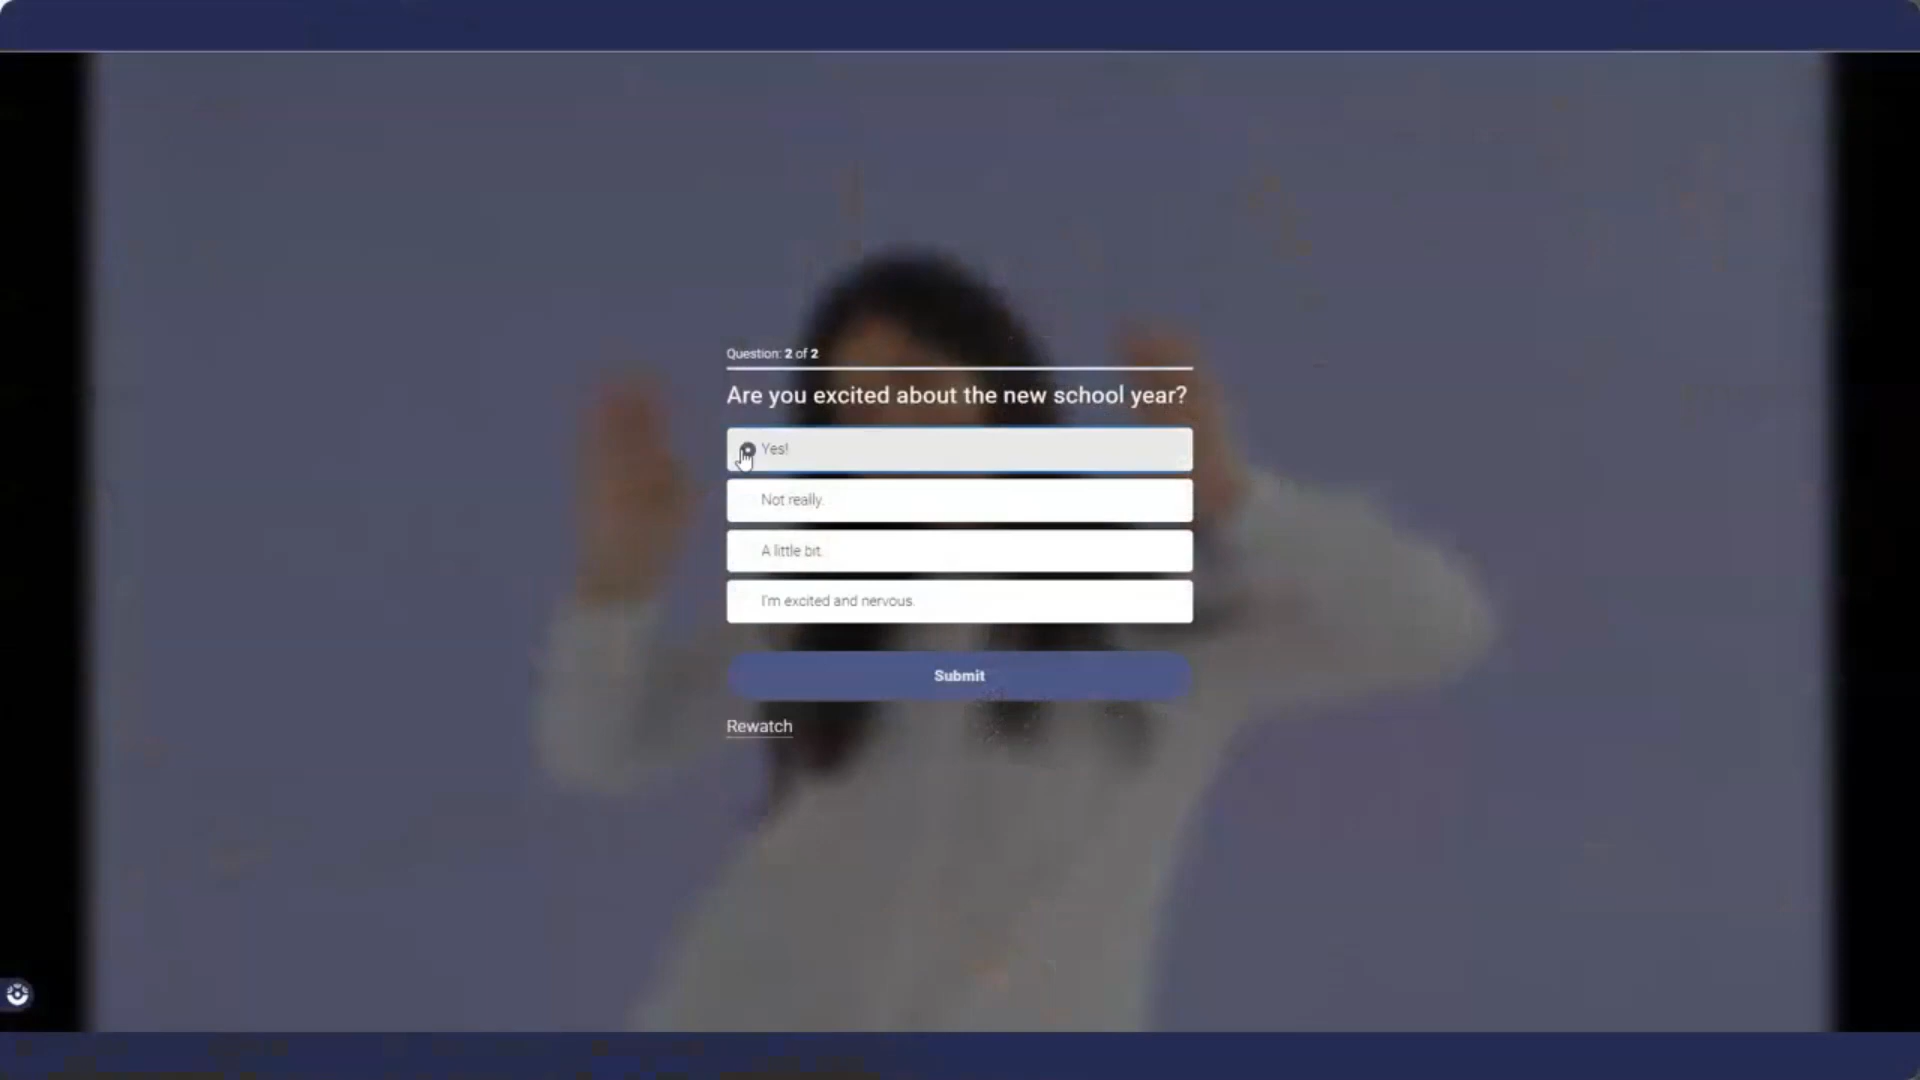 Question: 2 of 2
Are you excited about the new school year?
Yes!
Not really.
A little bit.
I'm excited and nervous.
Submit
Rewatch